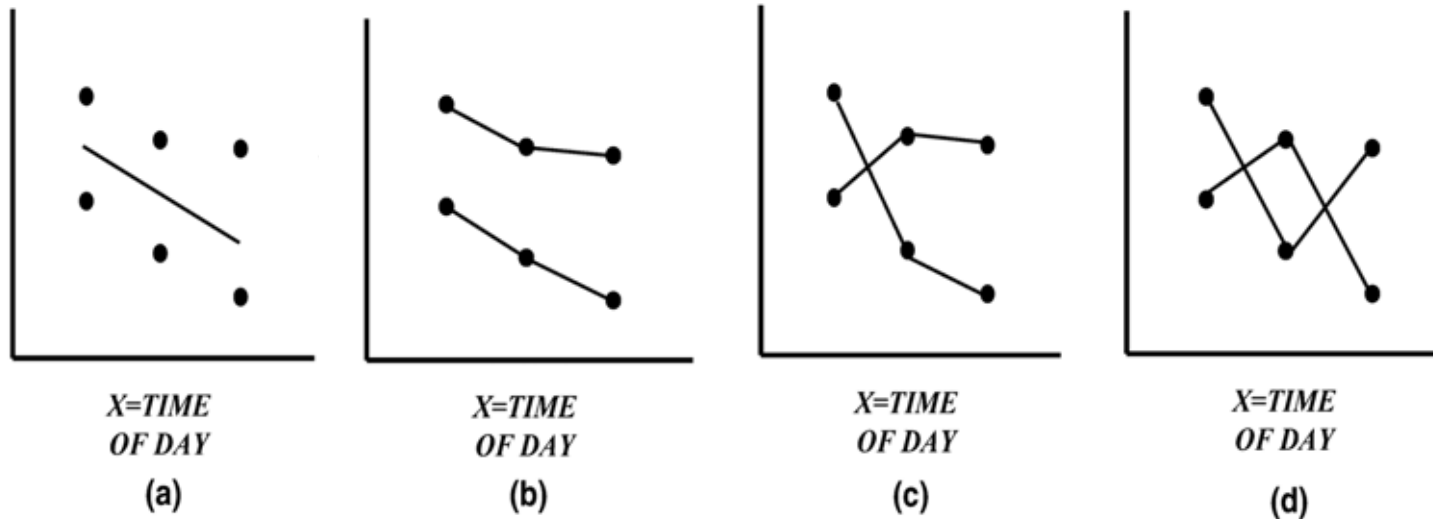 X=TIME
OF DAY
(a)
X=TIME
OF DAY
(b)
X=TIME
OF DAY
(c)
X=TIME
OF DAY
(d)